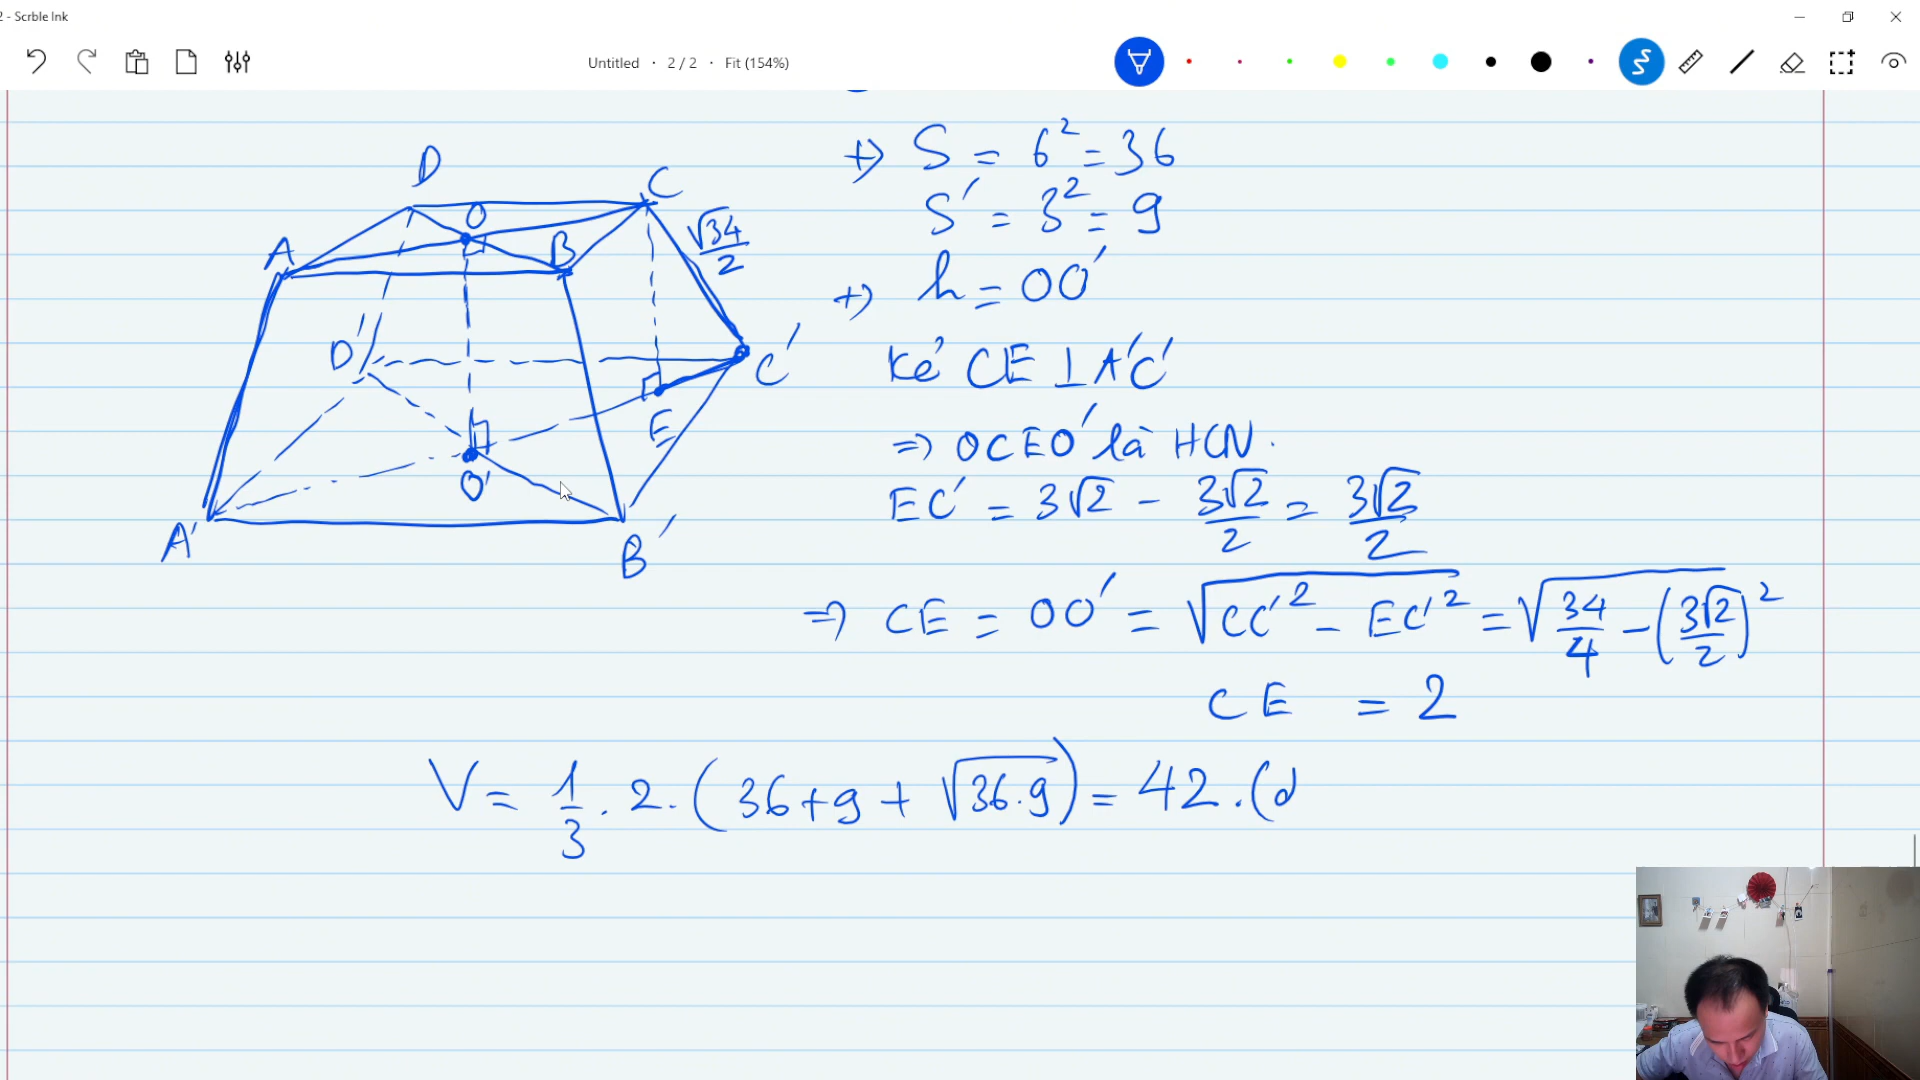 2 - Scrble Ink
Untitled · 2 / 2 · Fit (154%)
+) S = 6² = 36
S' = 3² = 9
+) h = OO'
Kẻ CE ⊥ A'C'
=> OCEO' là HCN.
EC' = 3√2 - 3√2/2 = 3√2/2
=> CE = OO' = √(CC'² - EC'²) = √(34/4 - (3√2/2)²)
CE = 2
V = 1/3 . 2. (36 + 9 + √(36.9)) = 42. (d
D
C
O
A
B
√34/2
D'
C'
E
O'
A'
B'